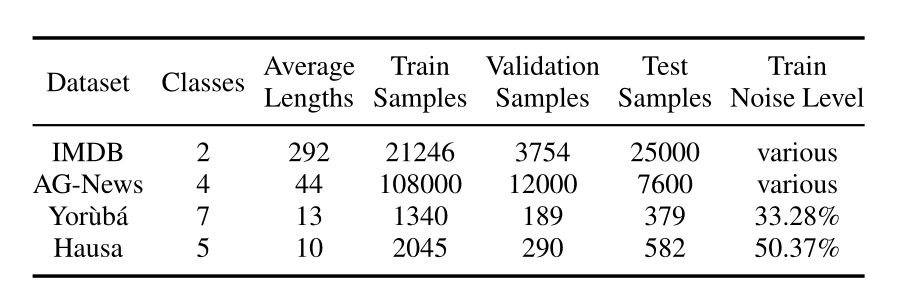 Dataset Classes Average Lengths Train Samples Validation Samples Test Samples Train Noise Level
IMDB 2 292 21246 3754 25000 various
AG-News 4 44 108000 12000 7600 various
Yorùbá 7 13 1340 189 379 33.28%
Hausa 5 10 2045 290 582 50.37%